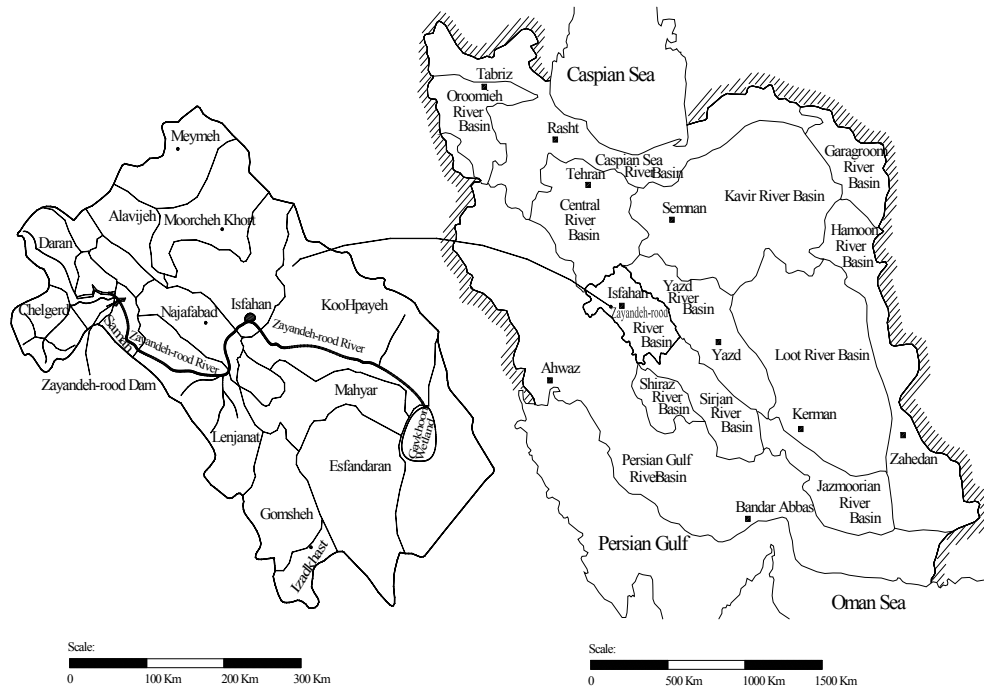 Meymeh
Alavijeh
Moorcheh Khort
Daran
Chelgerd
Saman
Najafabad
Isfahan
KooHpayeh
Zayandeh-rood River
Zayandeh-rood River
Zayandeh-rood Dam
Mahyar
Gavkhooni
Wetland
Lenjanat
Esfandaran
Gomsheh
Izadkhast
Scale:
0
100 Km
200 Km
300 Km
Tabriz
Oroomieh
River
Basin
Caspian Sea
Rasht
Caspian Sea
RiverBasin
Tehran
Central
River
Basin
Semnan
Kavir River Basin
Garagroom
River
Basin
Hamoon
River
Basin
Isfahan
Zayandeh-rood
River
Basin
Yazd
River
Basin
Yazd
Loot River Basin
Ahwaz
Shiraz
River
Basin
Sirjan
River
Basin
Kerman
Zahedan
Persian Gulf
RiveBasin
Jazmoorian
River
Basin
Bandar Abbas
Persian Gulf
Oman Sea
Scale:
0
500 Km
1000 Km
1500 Km